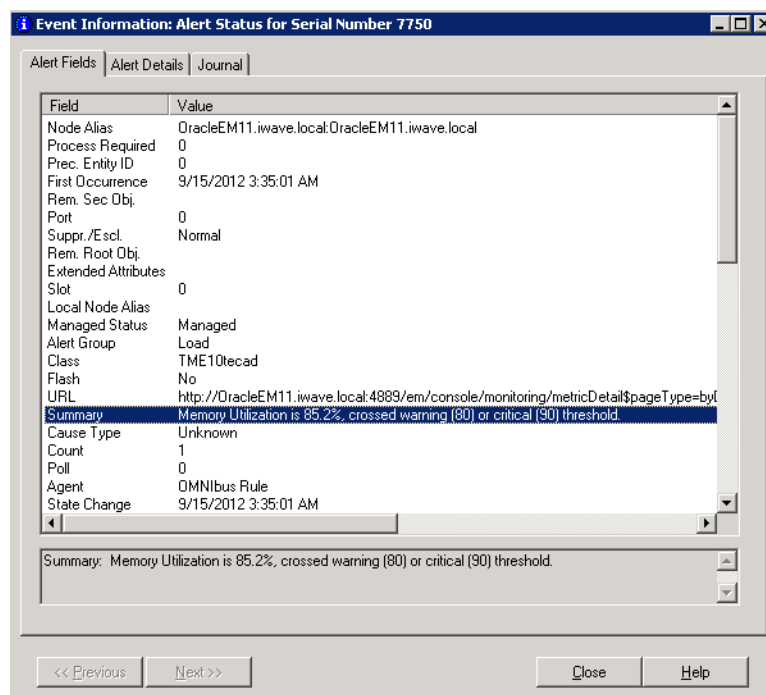 Event Information: Alert Status for Serial Number 7750
Alert Fields Alert Details Journal
Field Value
Node Alias OracleEM11.iwave.local:OracleEM11.iwave.local
Process Required 0
Prec. Entity ID 0
First Occurrence 9/15/2012 3:35:01 AM
Rem. Sec Obj.
Port 0
Suppr./Escl. Normal
Rem. Root Obj.
Extended Attributes
Slot 0
Local Node Alias
Managed Status Managed
Alert Group Load
Class TME10tecad
Flash No
URL http://OracleEM11.iwave.local:4889/em/console/monitoring/metricDetail$pageType=by
Summary Memory Utilization is 85.2%, crossed warning (80) or critical (90) threshold.
Cause Type Unknown
Count 1
Poll 0
Agent OMNIbus Rule
State Change 9/15/2012 3:35:01 AM
Summary: Memory Utilization is 85.2%, crossed warning (80) or critical (90) threshold.
<< Previous Next >> Close Help